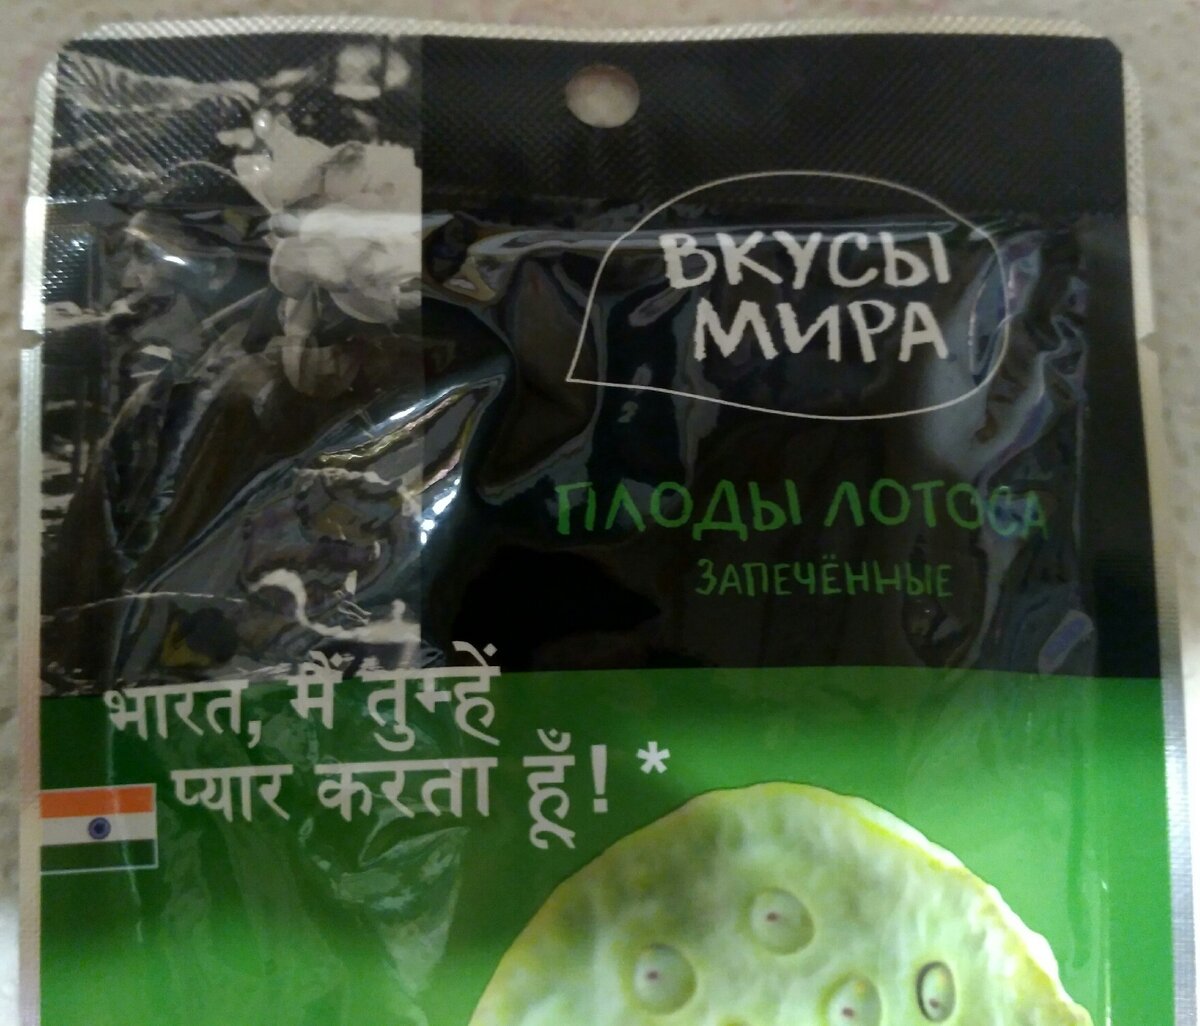 ВКУСЫ
МИРА
ПЛОДЫ ЛОТОСА
ЗАПЕЧЁННЫЕ
भारत, मैं तुम्हें
प्यार करता हूँ! *